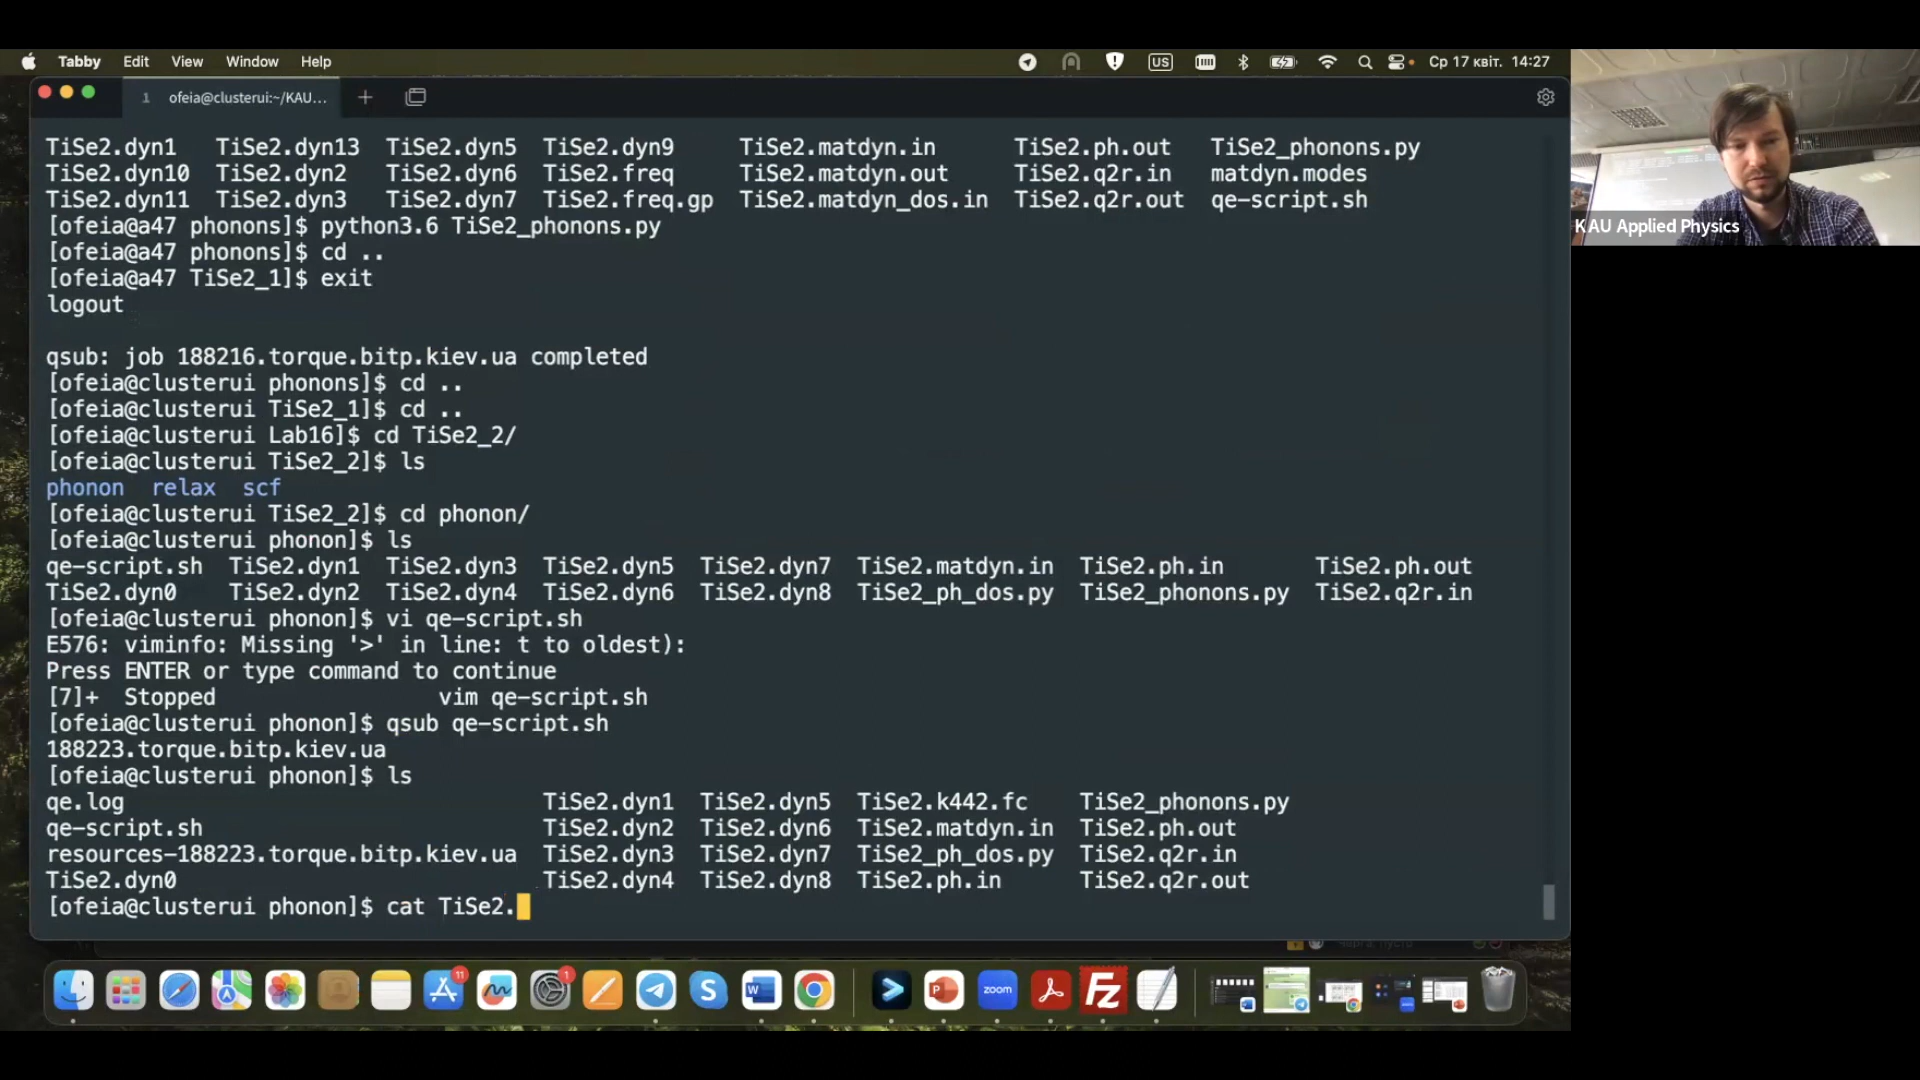 Tabby Edit View Window Help US Ср 17 квіт. 14:27
1 ofeia@clusterui:~/KAU...
TiSe2.dyn1 TiSe2.dyn13 TiSe2.dyn5 TiSe2.dyn9 TiSe2.matdyn.in TiSe2.ph.out TiSe2_phonons.py
TiSe2.dyn10 TiSe2.dyn2 TiSe2.dyn6 TiSe2.freq TiSe2.matdyn.out TiSe2.q2r.in matdyn.modes
TiSe2.dyn11 TiSe2.dyn3 TiSe2.dyn7 TiSe2.freq.gp TiSe2.matdyn_dos.in TiSe2.q2r.out qe-script.sh
[ofeia@a47 phonons]$ python3.6 TiSe2_phonons.py
[ofeia@a47 phonons]$ cd ..
[ofeia@a47 TiSe2_1]$ exit
logout
qsub: job 188216.torque.bitp.kiev.ua completed
[ofeia@clusterui phonons]$ cd ..
[ofeia@clusterui TiSe2_1]$ cd ..
[ofeia@clusterui Lab16]$ cd TiSe2_2/
[ofeia@clusterui TiSe2_2]$ ls
phonon relax scf
[ofeia@clusterui TiSe2_2]$ cd phonon/
[ofeia@clusterui phonon]$ ls
qe-script.sh TiSe2.dyn1 TiSe2.dyn3 TiSe2.dyn5 TiSe2.dyn7 TiSe2.matdyn.in TiSe2.ph.in TiSe2.ph.out
TiSe2.dyn0 TiSe2.dyn2 TiSe2.dyn4 TiSe2.dyn6 TiSe2.dyn8 TiSe2_ph_dos.py TiSe2_phonons.py TiSe2.q2r.in
[ofeia@clusterui phonon]$ vi qe-script.sh
E576: viminfo: Missing '>' in line: t to oldest):
Press ENTER or type command to continue
[7]+ Stopped vim qe-script.sh
[ofeia@clusterui phonon]$ qsub qe-script.sh
188223.torque.bitp.kiev.ua
[ofeia@clusterui phonon]$ ls
qe.log TiSe2.dyn1 TiSe2.dyn5 TiSe2.k442.fc TiSe2_phonons.py
qe-script.sh TiSe2.dyn2 TiSe2.dyn6 TiSe2.matdyn.in TiSe2.ph.out
resources-188223.torque.bitp.kiev.ua TiSe2.dyn3 TiSe2.dyn7 TiSe2_ph_dos.py TiSe2.q2r.in
TiSe2.dyn0 TiSe2.dyn4 TiSe2.dyn8 TiSe2.ph.in TiSe2.q2r.out
[ofeia@clusterui phonon]$ cat TiSe2.
KAU Applied Physics
11 1 zoom